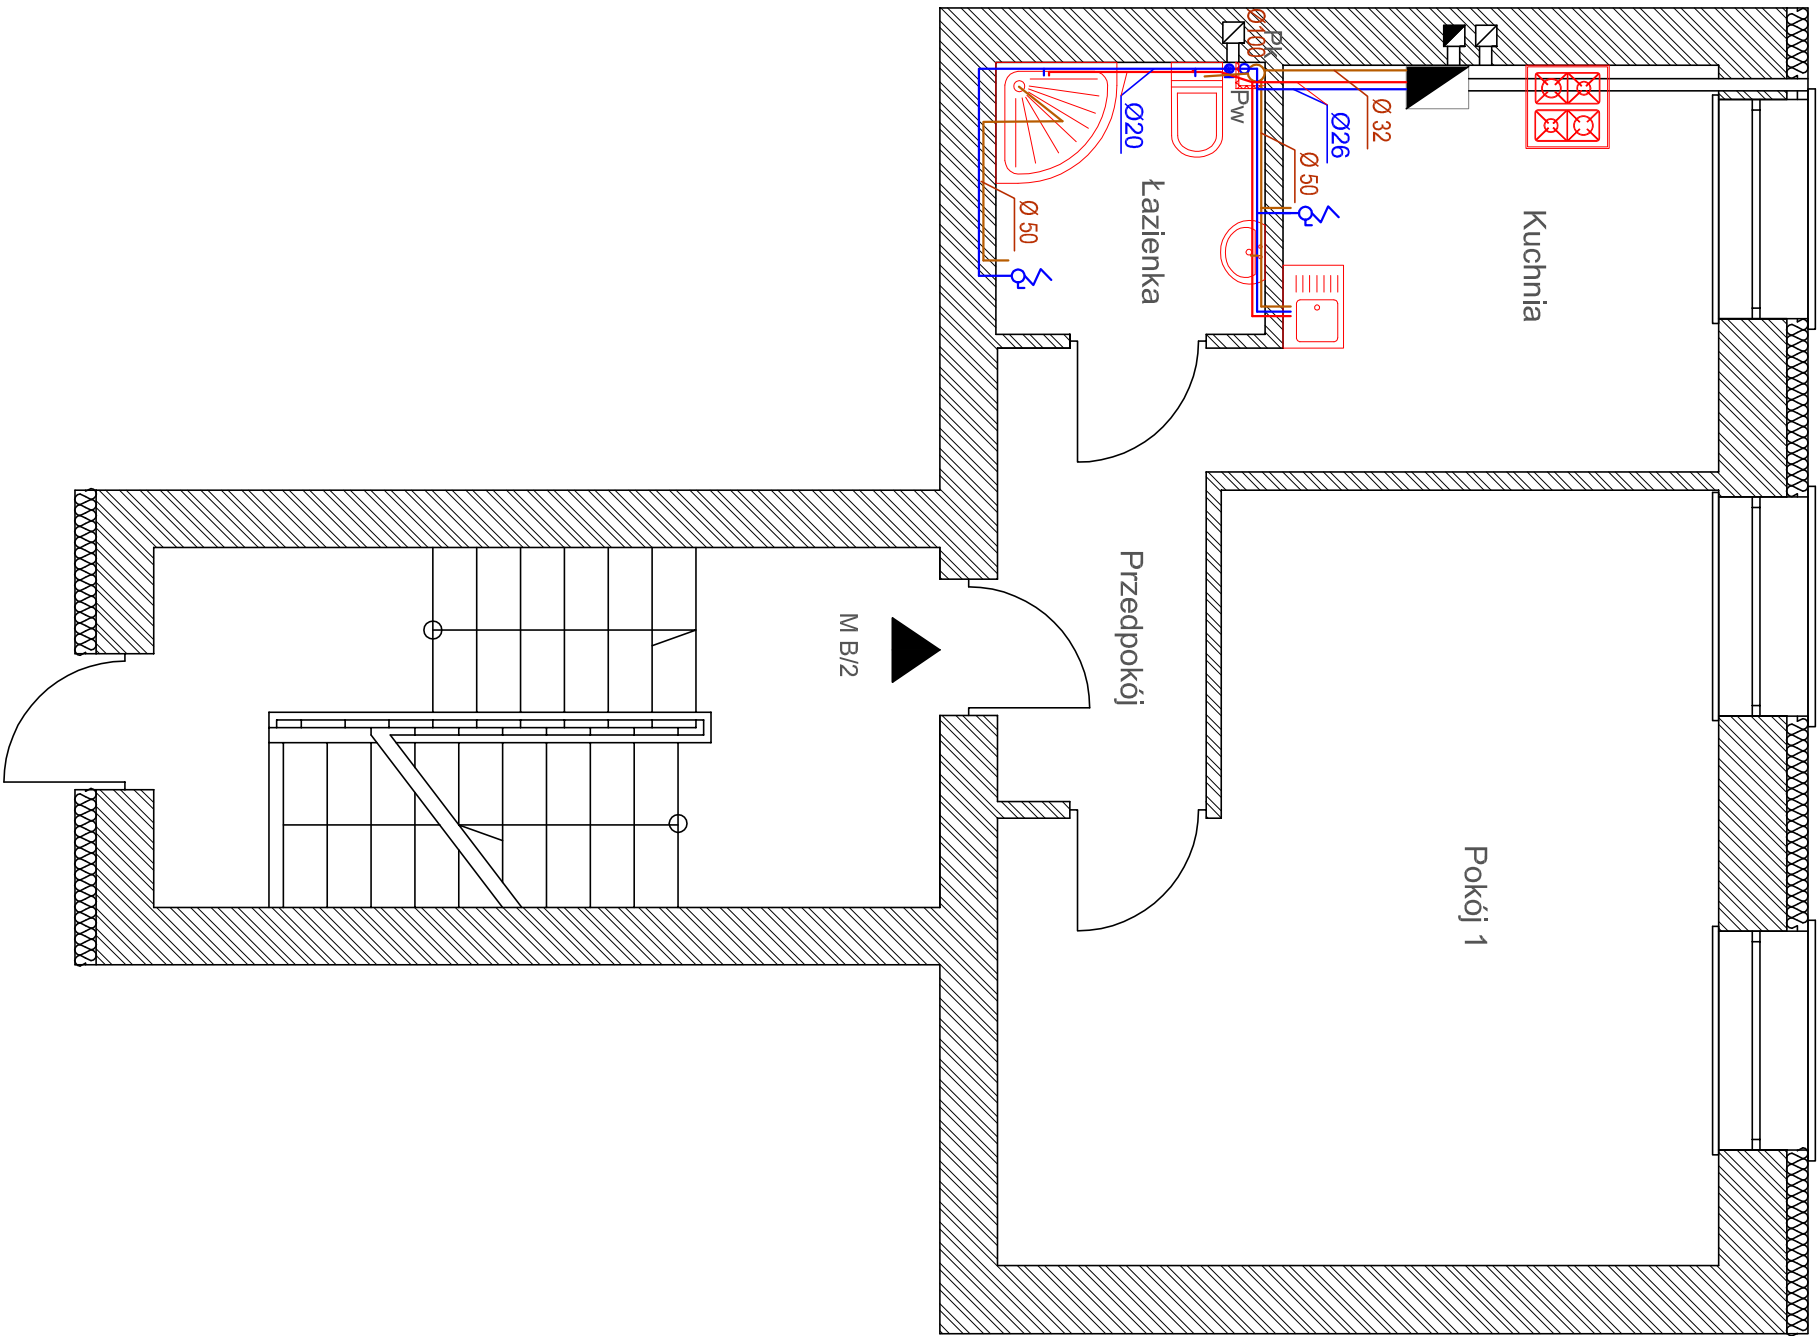 Ø100
Pk
Pw
Ø20
Ø26
Ø 32
Ø 50
Ø 50
Łazienka
Kuchnia
Przedpokój
M B/2
Pokój 1